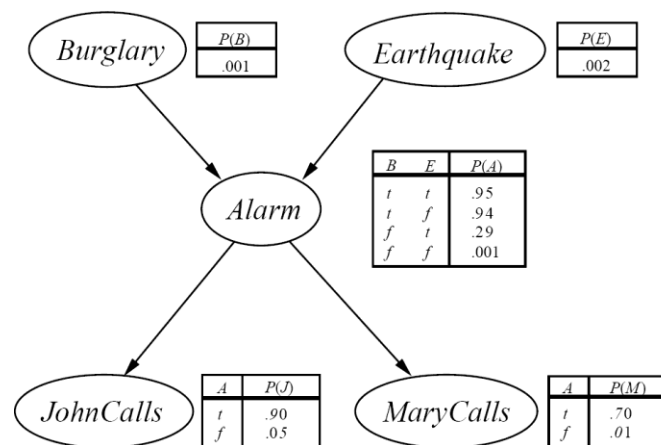 Burglary
P(B)
.001
Earthquake
P(E)
.002
Alarm
B E P(A)
t t .95
t f .94
f t .29
f f .001
JohnCalls
A P(J)
t .90
f .05
MaryCalls
A P(M)
t .70
f .01